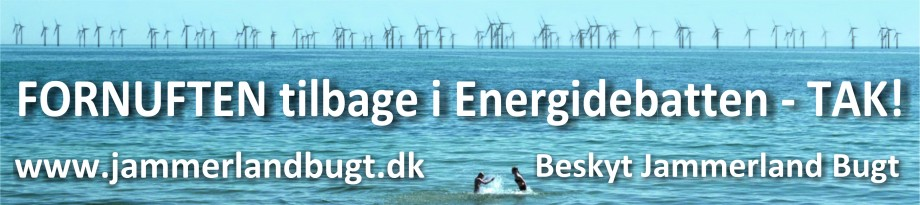 FORNUFTEN tilbage i Energidebatten - TAK!
www.jammerlandbugt.dk
Beskyt Jammerland Bugt